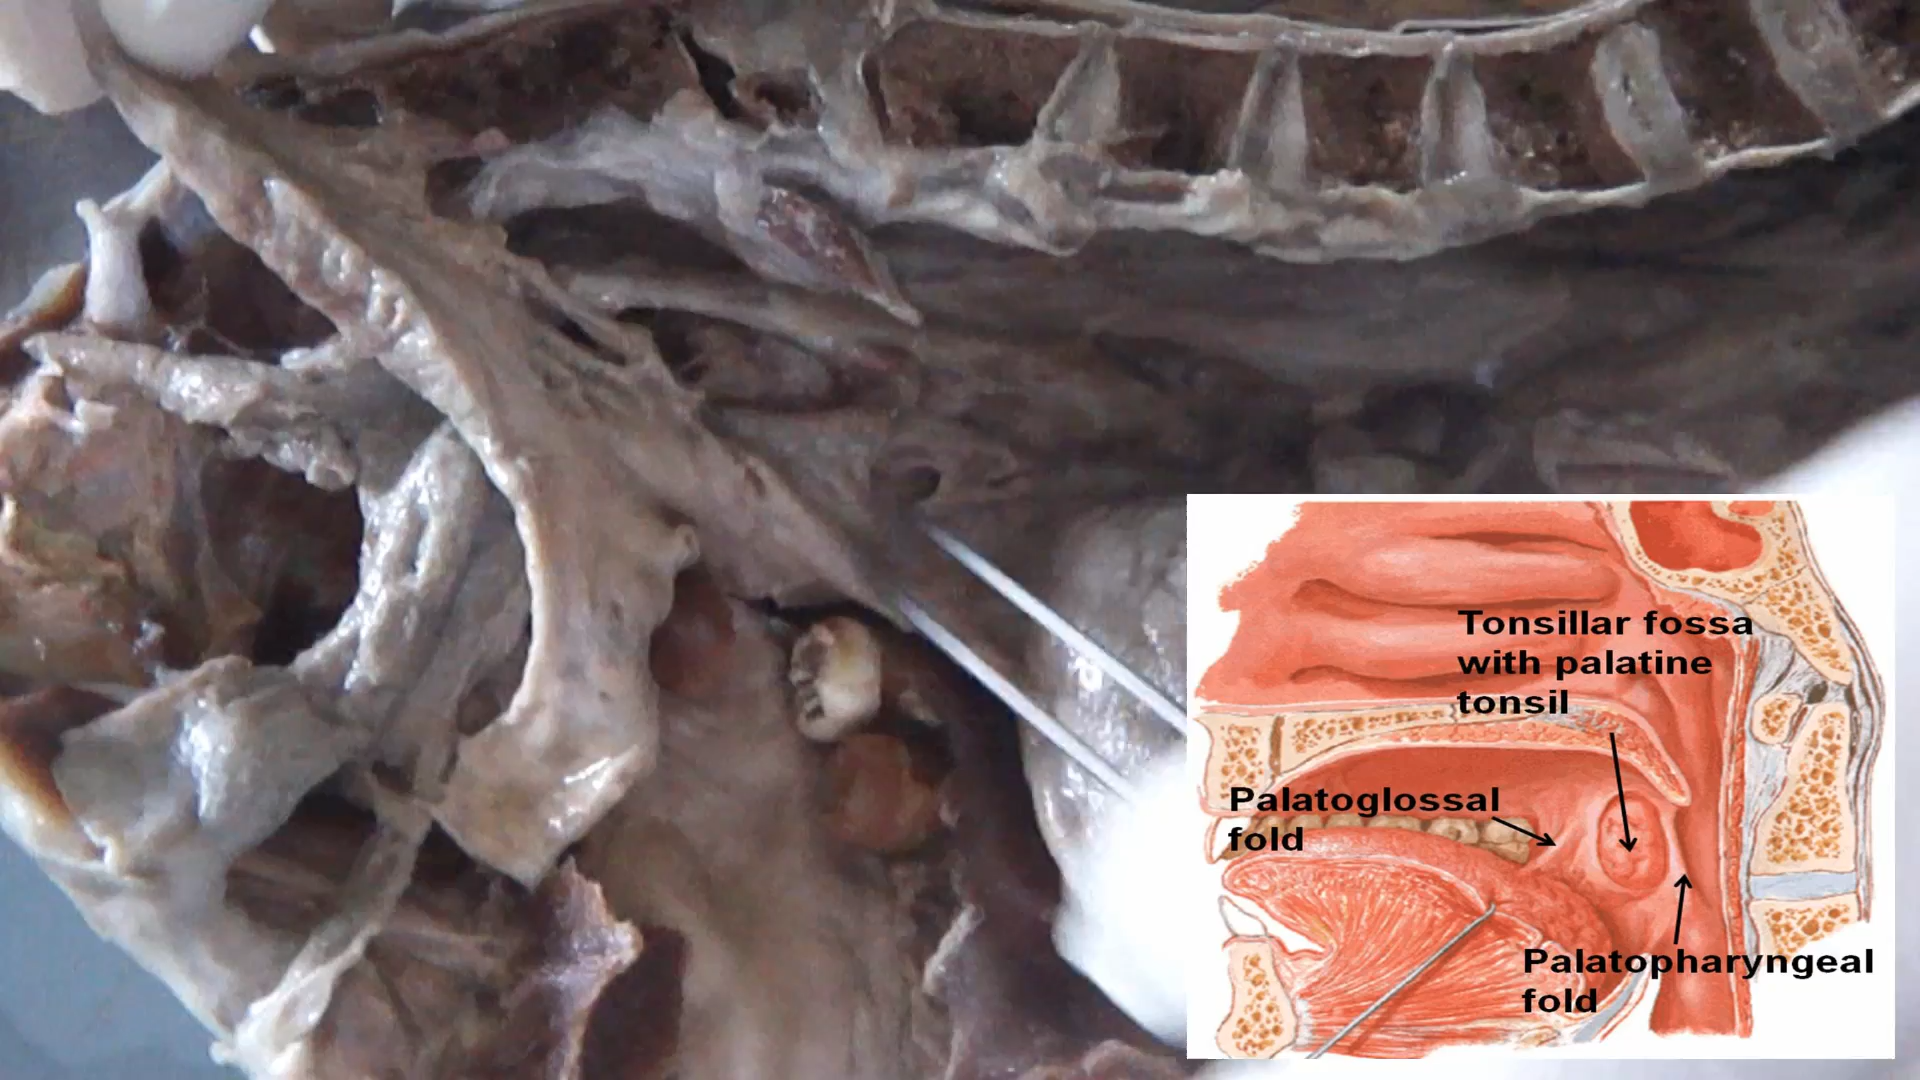 Tonsillar fossa
with palatine
tonsil
Palatoglossal
fold
Palatopharyngeal
fold